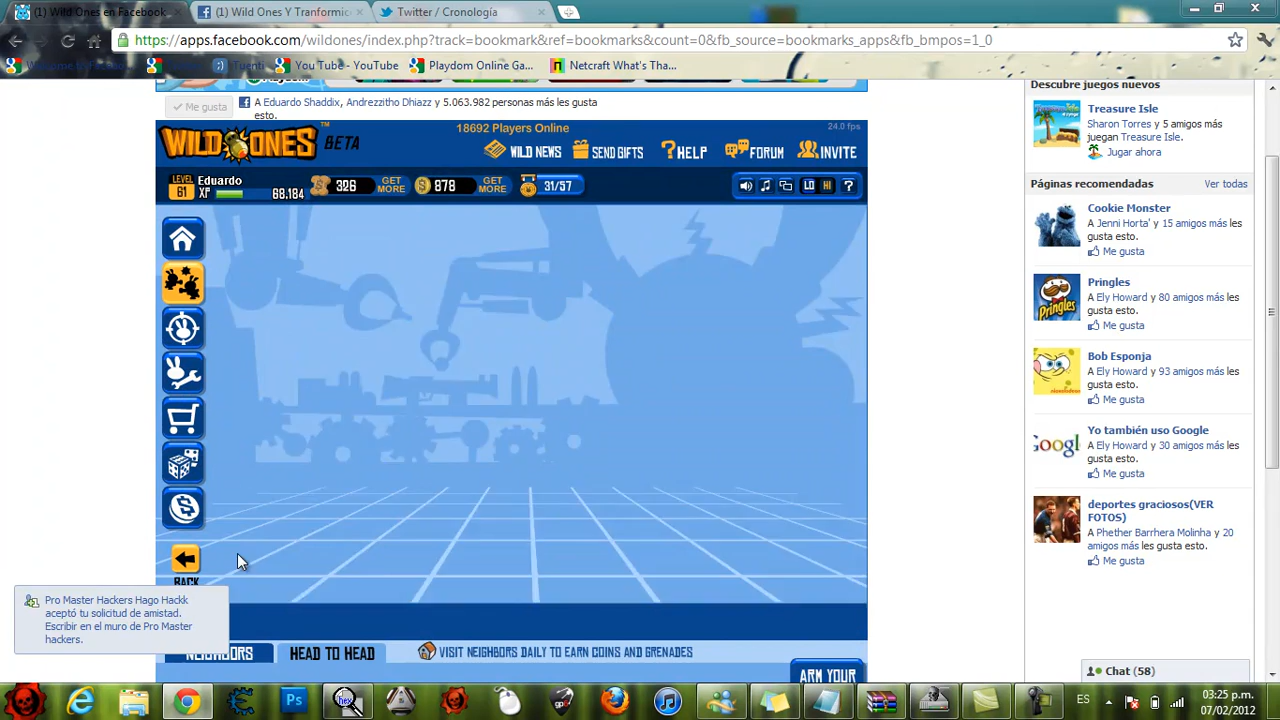 (1) Wild Ones en Facebook
(1) Wild Ones Y Tranformic
Twitter / Cronología
https://apps.facebook.com/wildones/index.php?track=bookmark&ref=bookmarks&count=0&fb_source=bookmarks_apps&fb_bmpos=1_0
Tuenti
You Tube - YouTube
Playdom Online Ga...
Netcraft What's Tha...
Me gusta
A Eduardo Shaddix, Andrezzitho Dhiazz y 5.063.982 personas más les gusta
esto.
WILD ONES™
BETA
18692 Players Online
24.0 fps
WILD NEWS
SEND GIFTS
?HELP
FORUM
INVITE
LEVEL
61
Eduardo
XP
68,184
326
GET
MORE
878
GET
MORE
31/57
LO
HI
?
BACK
Pro Master Hackers Hago Hackk
aceptó tu solicitud de amistad.
Escribir en el muro de Pro Master
hackers.
NEIGHBORS
HEAD TO HEAD
VISIT NEIGHBORS DAILY TO EARN COINS AND GRENADES
ARM YOUR
Descubre juegos nuevos
Treasure Isle
Sharon Torres y 5 amigos más
juegan Treasure Isle.
Jugar ahora
Páginas recomendadas
Ver todas
Cookie Monster
A Jenni Horta' y 15 amigos más les
gusta esto.
Me gusta
Pringles
A Ely Howard y 80 amigos más les
gusta esto.
Me gusta
Bob Esponja
A Ely Howard y 93 amigos más les
gusta esto.
Me gusta
Yo también uso Google
A Ely Howard y 30 amigos más les
gusta esto.
Me gusta
deportes graciosos(VER
FOTOS)
A Phether Barrhera Molinha y 20
amigos más les gusta esto.
Me gusta
Chat (58)
Ps
ES
03:25 p.m.
07/02/2012